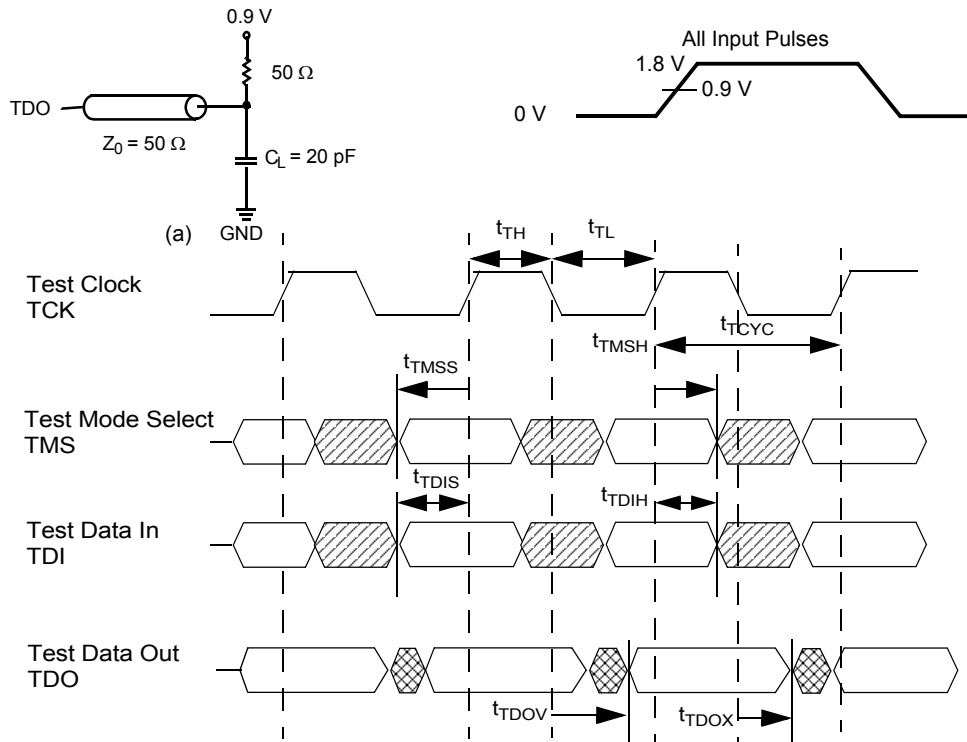 0.9 V
50 Ω
TDO
Z0 = 50 Ω
CL = 20 pF
(a) GND
All Input Pulses
1.8 V
0.9 V
0 V
tTH
tTL
Test Clock
TCK
tTCYC
tTMSH
tTMSS
Test Mode Select
TMS
tTDIS
tTDIH
Test Data In
TDI
Test Data Out
TDO
tTDOV
tTDOX